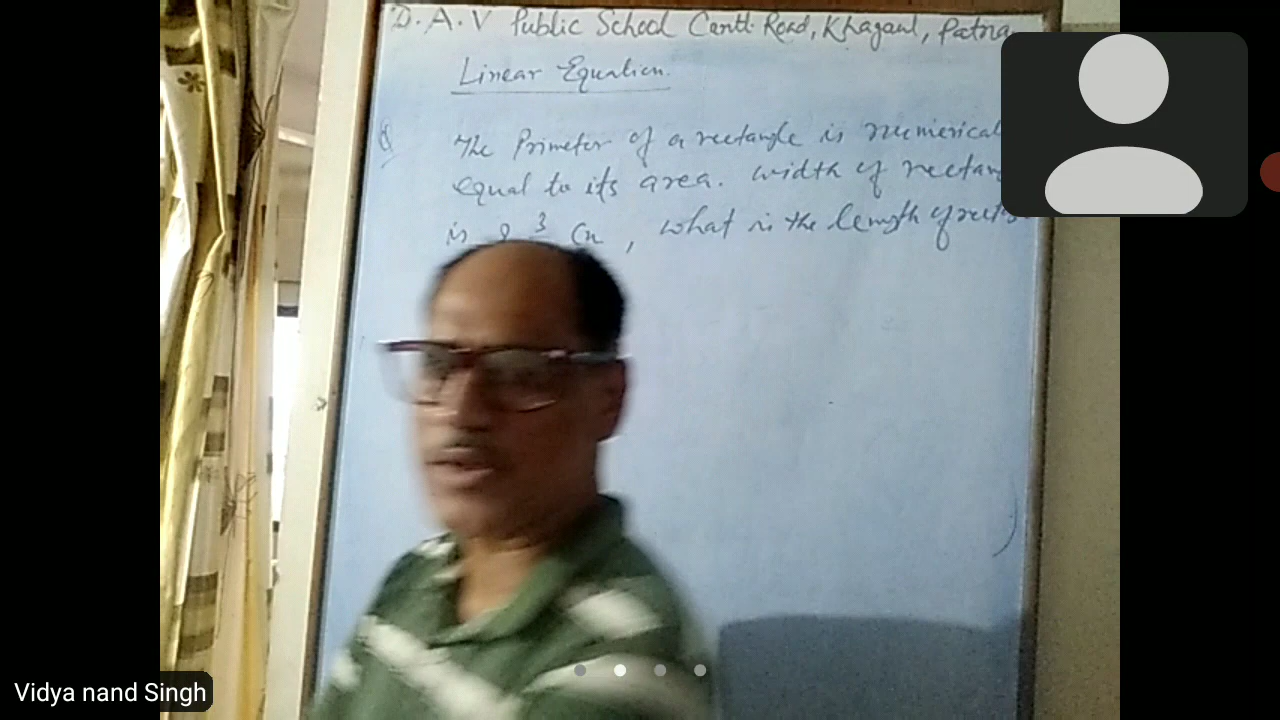 D.A.V Public School Cantt. Road, Khagaul, Patna
Linear Equation.
Q
The Primeter of a rectangle is numerical
equal to its area. width of rectan
is 3 Cm, what is the length of rect
Vidya nand Singh